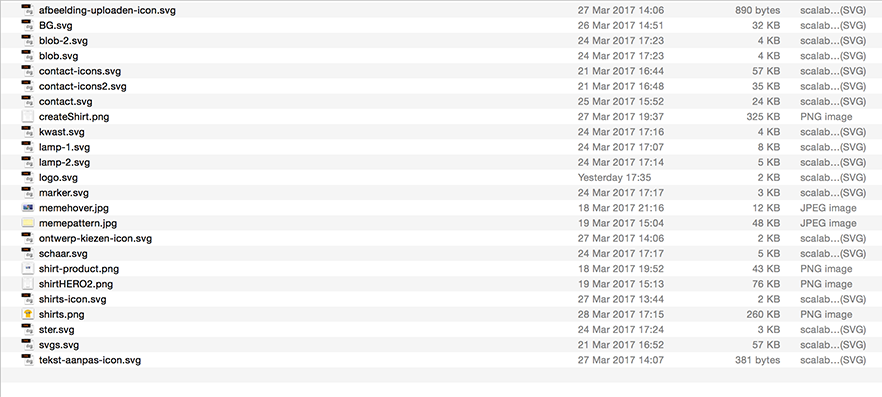 afbeelding-uploaden-icon.svg 27 Mar 2017 14:06 890 bytes scalab...(SVG)
BG.svg 26 Mar 2017 14:51 32 KB scalab...(SVG)
blob-2.svg 24 Mar 2017 17:23 4 KB scalab...(SVG)
blob.svg 24 Mar 2017 17:23 4 KB scalab...(SVG)
contact-icons.svg 21 Mar 2017 16:44 57 KB scalab...(SVG)
contact-icons2.svg 21 Mar 2017 16:48 35 KB scalab...(SVG)
contact.svg 25 Mar 2017 15:52 24 KB scalab...(SVG)
createShirt.png 27 Mar 2017 19:37 325 KB PNG image
kwast.svg 24 Mar 2017 17:16 4 KB scalab...(SVG)
lamp-1.svg 24 Mar 2017 17:07 8 KB scalab...(SVG)
lamp-2.svg 24 Mar 2017 17:14 5 KB scalab...(SVG)
logo.svg Yesterday 17:35 2 KB scalab...(SVG)
marker.svg 24 Mar 2017 17:17 3 KB scalab...(SVG)
memehover.jpg 18 Mar 2017 21:16 12 KB JPEG image
memepattern.jpg 19 Mar 2017 15:04 48 KB JPEG image
ontwerp-kiezen-icon.svg 27 Mar 2017 14:06 2 KB scalab...(SVG)
schaar.svg 24 Mar 2017 17:17 5 KB scalab...(SVG)
shirt-product.png 18 Mar 2017 19:52 43 KB PNG image
shirtHERO2.png 19 Mar 2017 15:13 76 KB PNG image
shirts-icon.svg 27 Mar 2017 13:44 2 KB scalab...(SVG)
shirts.png 28 Mar 2017 17:15 260 KB PNG image
ster.svg 24 Mar 2017 17:24 3 KB scalab...(SVG)
svgs.svg 21 Mar 2017 16:52 57 KB scalab...(SVG)
tekst-aanpas-icon.svg 27 Mar 2017 14:07 381 bytes scalab...(SVG)